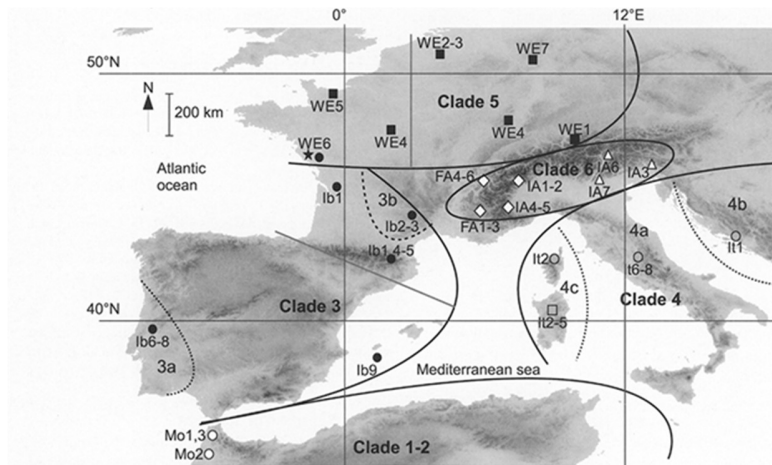 0° 12°E
WE2-3 WE7
50°N
N
200 km
WE5
Clade 5
WE4 WE4
WE6 WE1
Atlantic
ocean
IA6
Clade 6
FA4-6 IA1-2 IA3
IA7
Ib1
3b
Ib2-3 IA4-5
FA1-3
4b
4a
It1
Ib1,4-5
It2
t6-8
4c
Clade 3 Clade 4
40°N
It2-5
Ib6-8
3a
Ib9
Mediterranean sea
Mo1,3
Clade 1-2
Mo2